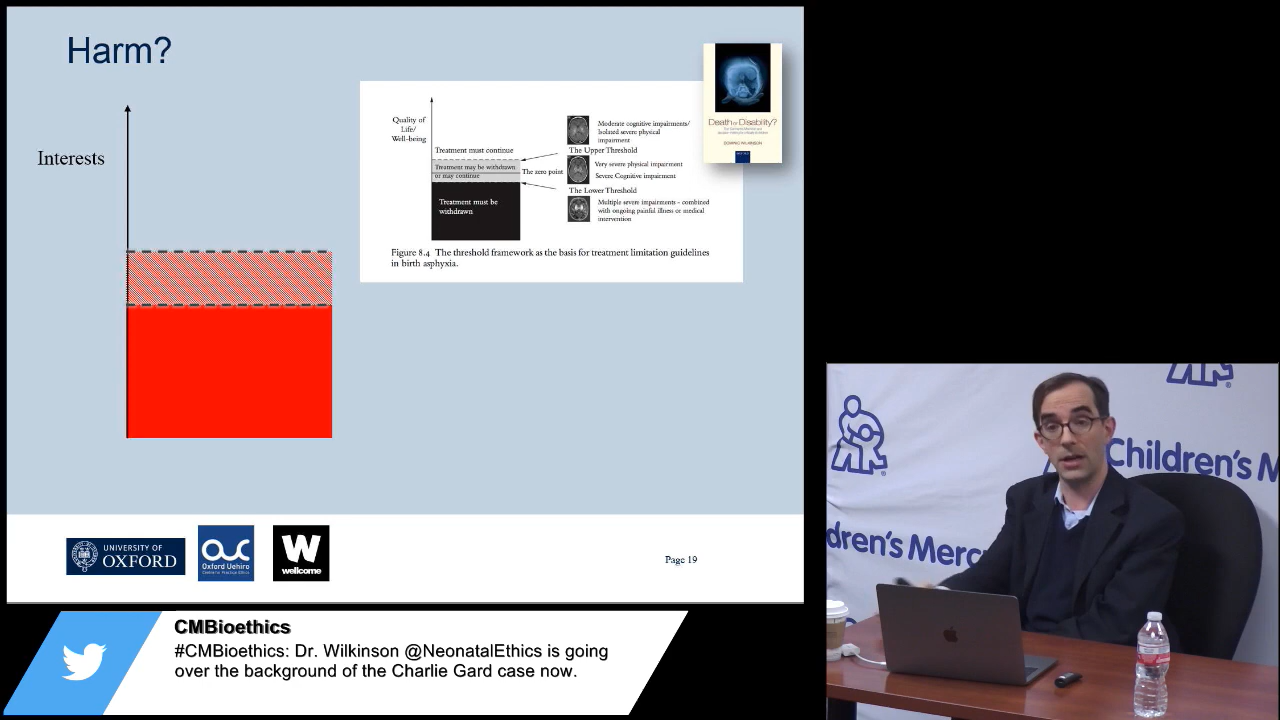 Harm?
Interests
Quality of
Life/
Well-being
Treatment must continue
Treatment may be withdrawn
or may continue
The zero point
Treatment must be
withdrawn
Moderate cognitive impairments/
Isolated severe physical
impairment
The Upper Threshold
Very severe physical impairment
Severe Cognitive impairment
The Lower Threshold
Multiple severe impairments – combined
with ongoing painful illness or medical
intervention
Figure 8.4 The threshold framework as the basis for treatment limitation guidelines
in birth asphyxia.
Death or Disability?
DOMINIC WILKINSON
UNIVERSITY OF
OXFORD
Oxford Uehiro
W
wellcome
Page 19
Children's M
dren's Merc
CMBioethics
#CMBioethics: Dr. Wilkinson @NeonatalEthics is going
over the background of the Charlie Gard case now.